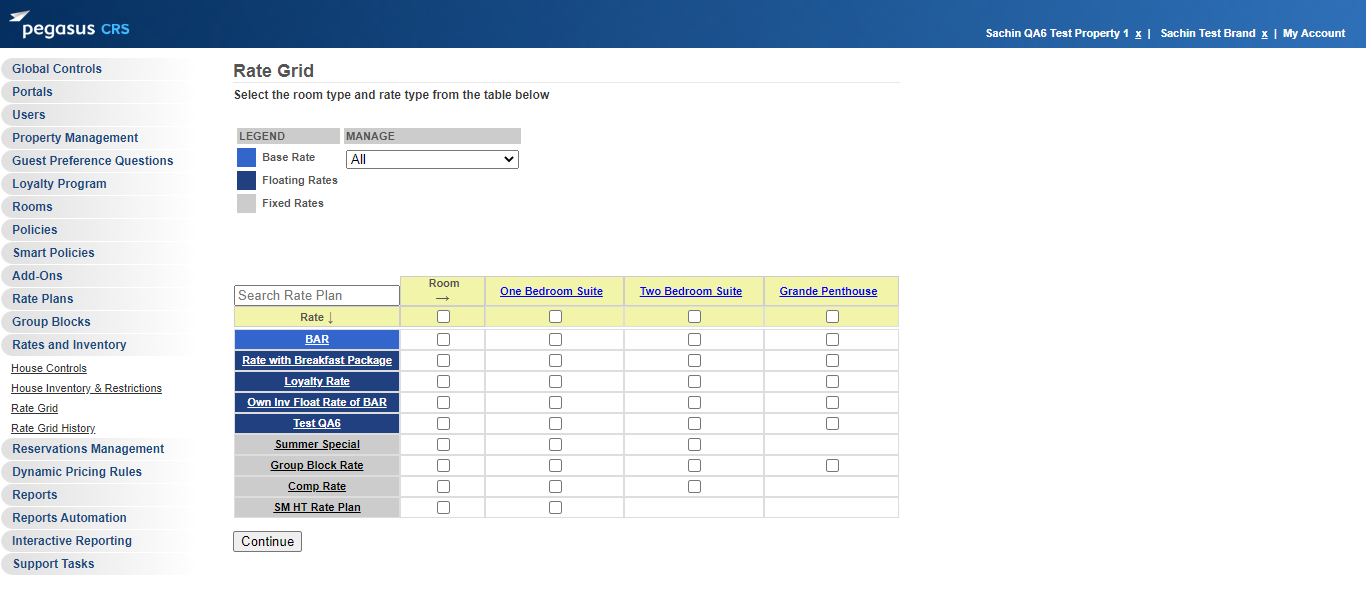 pegasus CRS
Sachin QA6 Test Property 1 x | Sachin Test Brand x | My Account
Global Controls
Portals
Users
Property Management
Guest Preference Questions
Loyalty Program
Rooms
Policies
Smart Policies
Add-Ons
Rate Plans
Group Blocks
Rates and Inventory
House Controls
House Inventory & Restrictions
Rate Grid
Rate Grid History
Reservations Management
Dynamic Pricing Rules
Reports
Reports Automation
Interactive Reporting
Support Tasks
Rate Grid
Select the room type and rate type from the table below
LEGEND MANAGE
Base Rate All
Floating Rates
Fixed Rates
Search Rate Plan Room → One Bedroom Suite Two Bedroom Suite Grande Penthouse
Rate ↓
BAR
Rate with Breakfast Package
Loyalty Rate
Own Inv Float Rate of BAR
Test QA6
Summer Special
Group Block Rate
Comp Rate
SM HT Rate Plan
Continue